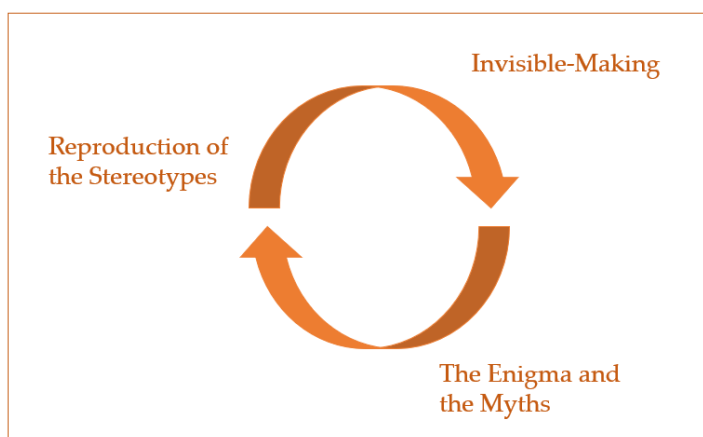 Invisible-Making
Reproduction of
the Stereotypes
The Enigma and
the Myths